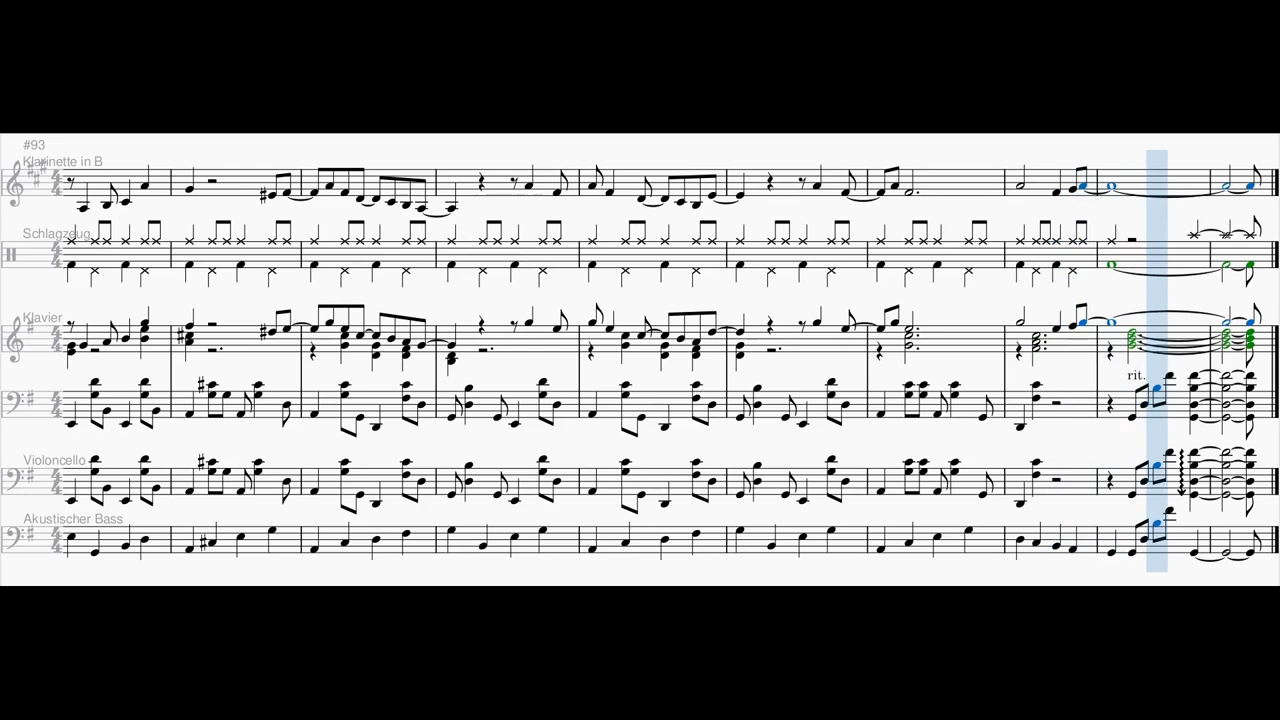 #93
Klarinette in B
Schlagzeug
Klavier
rit.
Violoncello
Akustischer Bass